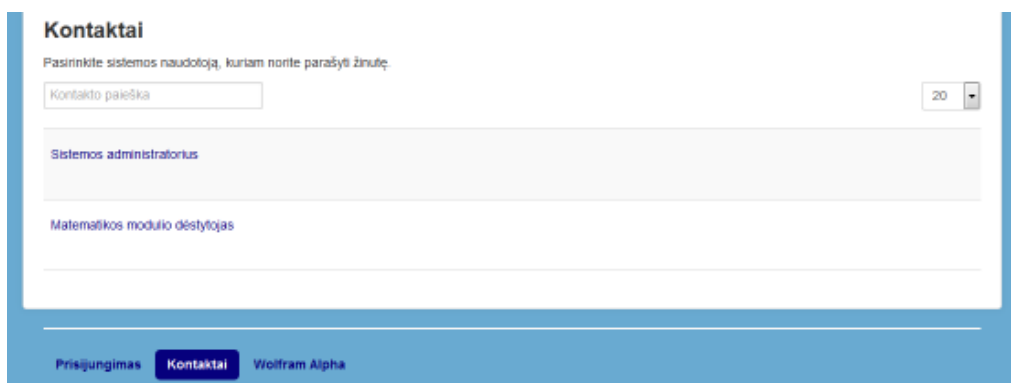 Kontaktai
Pasirinkite sistemos naudotoją, kuriam norite parašyti žinutę.
Kontakto paieška
20
Sistemos administratorius
Matematikos modulio dėstytojas
Prisijungimas Kontaktai Wolfram Alpha